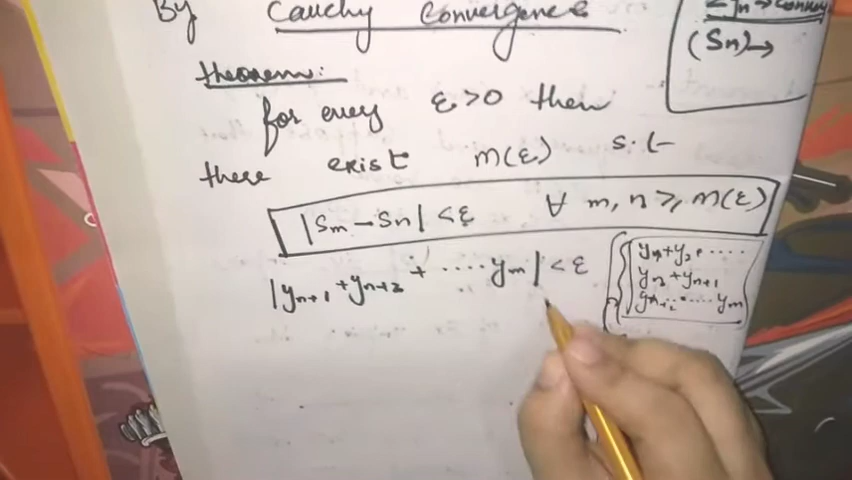 By Cauchy Convergence
theorem:
for every ε>0 then
there exist m(ε) s.t
|Sm - Sn| < ε ∀ m, n ≥ M(ε)
|yn+1 + yn+2 + .... ym| < ε
(Sn)→
y1+y2+ ....
yn+yn+1
yn+2 ..... ym